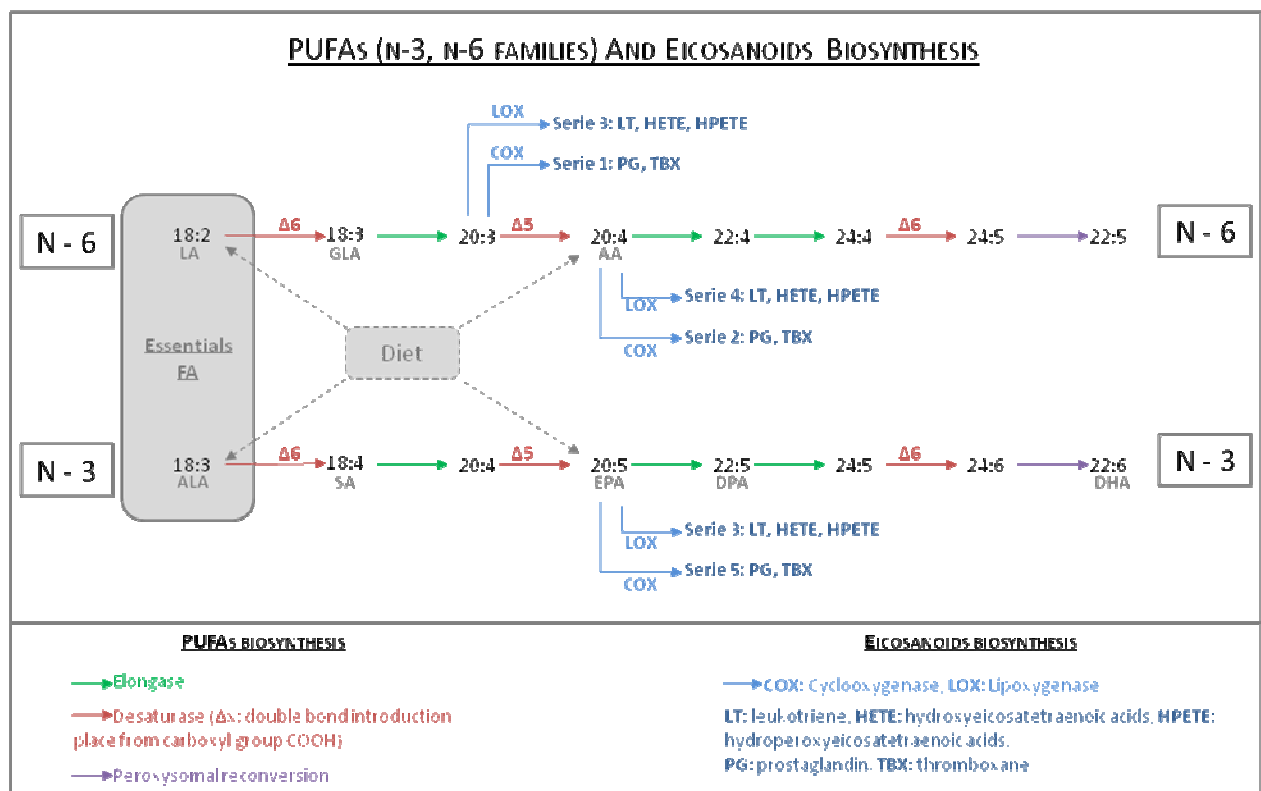 PUFAs (N-3, N-6 FAMILIES) AND EICOSANOIDS BIOSYNTHESIS
LOX
Serie 3: LT, HETE, HPETE
COX
Serie 1: PG, TBX
N - 6
18:2
LA
Δ6
18:3
GLA
20:3
Δ5
20:4
AA
22:4
24:4
Δ6
24:5
22:5
N - 6
LOX
Serie 4: LT, HETE, HPETE
COX
Serie 2: PG, TBX
Essentials
FA
Diet
N - 3
18:3
ALA
Δ6
18:4
SA
20:4
Δ5
20:5
EPA
22:5
DPA
24:5
Δ6
24:6
22:6
DHA
N - 3
LOX
Serie 3: LT, HETE, HPETE
COX
Serie 5: PG, TBX
PUFAS BIOSYNTHESIS
Elongase
Desaturase (Δx: double bond introduction
place from carboxyl group COOH)
Peroxysomal reconversion
EICOSANOIDS BIOSYNTHESIS
COX: Cyclooxygenase, LOX: Lipoxygenase
LT: leukotriene, HETE: hydroxyeicosatetraenoic acids, HPETE:
hydroperoxyeicosatetraenoic acids.
PG: prostaglandin. TBX: thromboxane